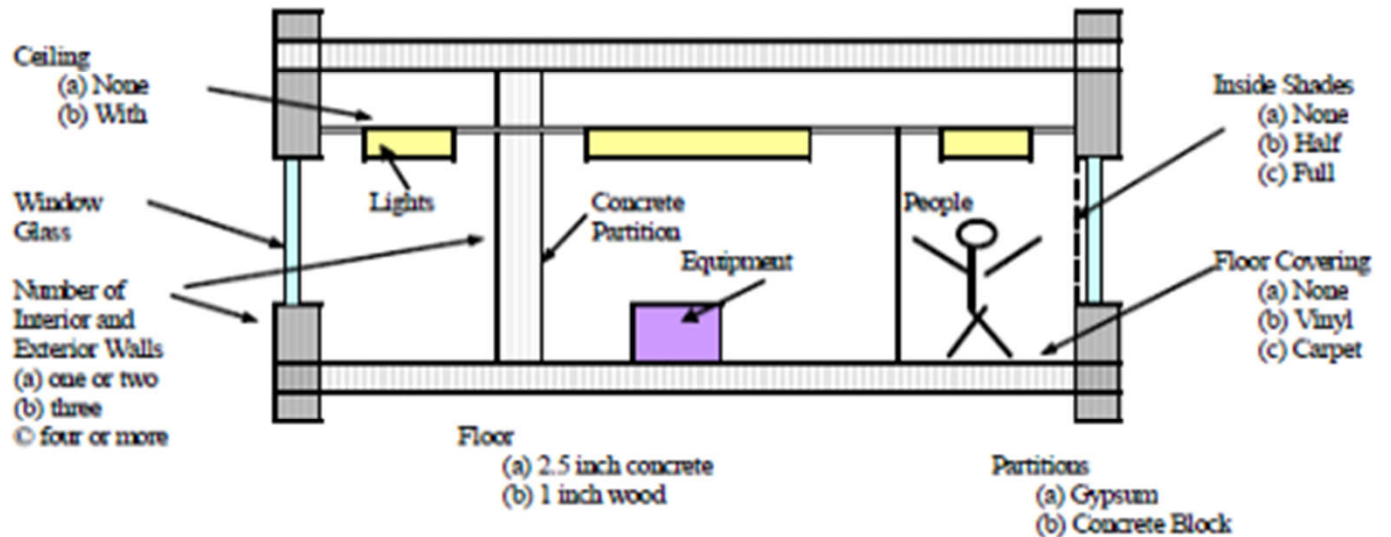 Ceiling
(a) None
(b) With
Window
Glass
Number of
Interior and
Exterior Walls
(a) one or two
(b) three
© four or more
Lights
Concrete
Partition
Equipment
People
Inside Shades
(a) None
(b) Half
(c) Full
Floor Covering
(a) None
(b) Vinyl
(c) Carpet
Floor
(a) 2.5 inch concrete
(b) 1 inch wood
Partitions
(a) Gypsum
(b) Concrete Block